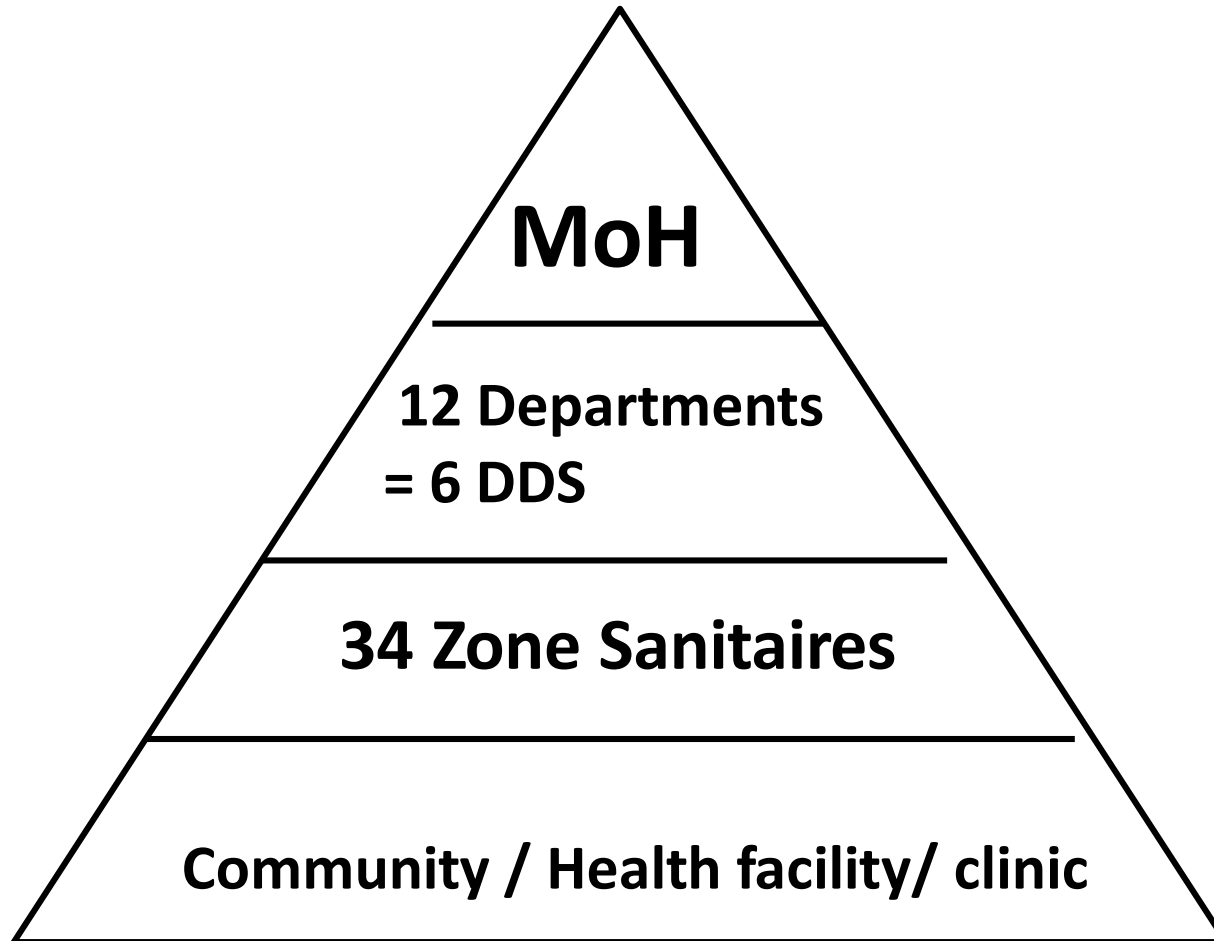 MoH
12 Departments
= 6 DDS
34 Zone Sanitaires
Community / Health facility/ clinic